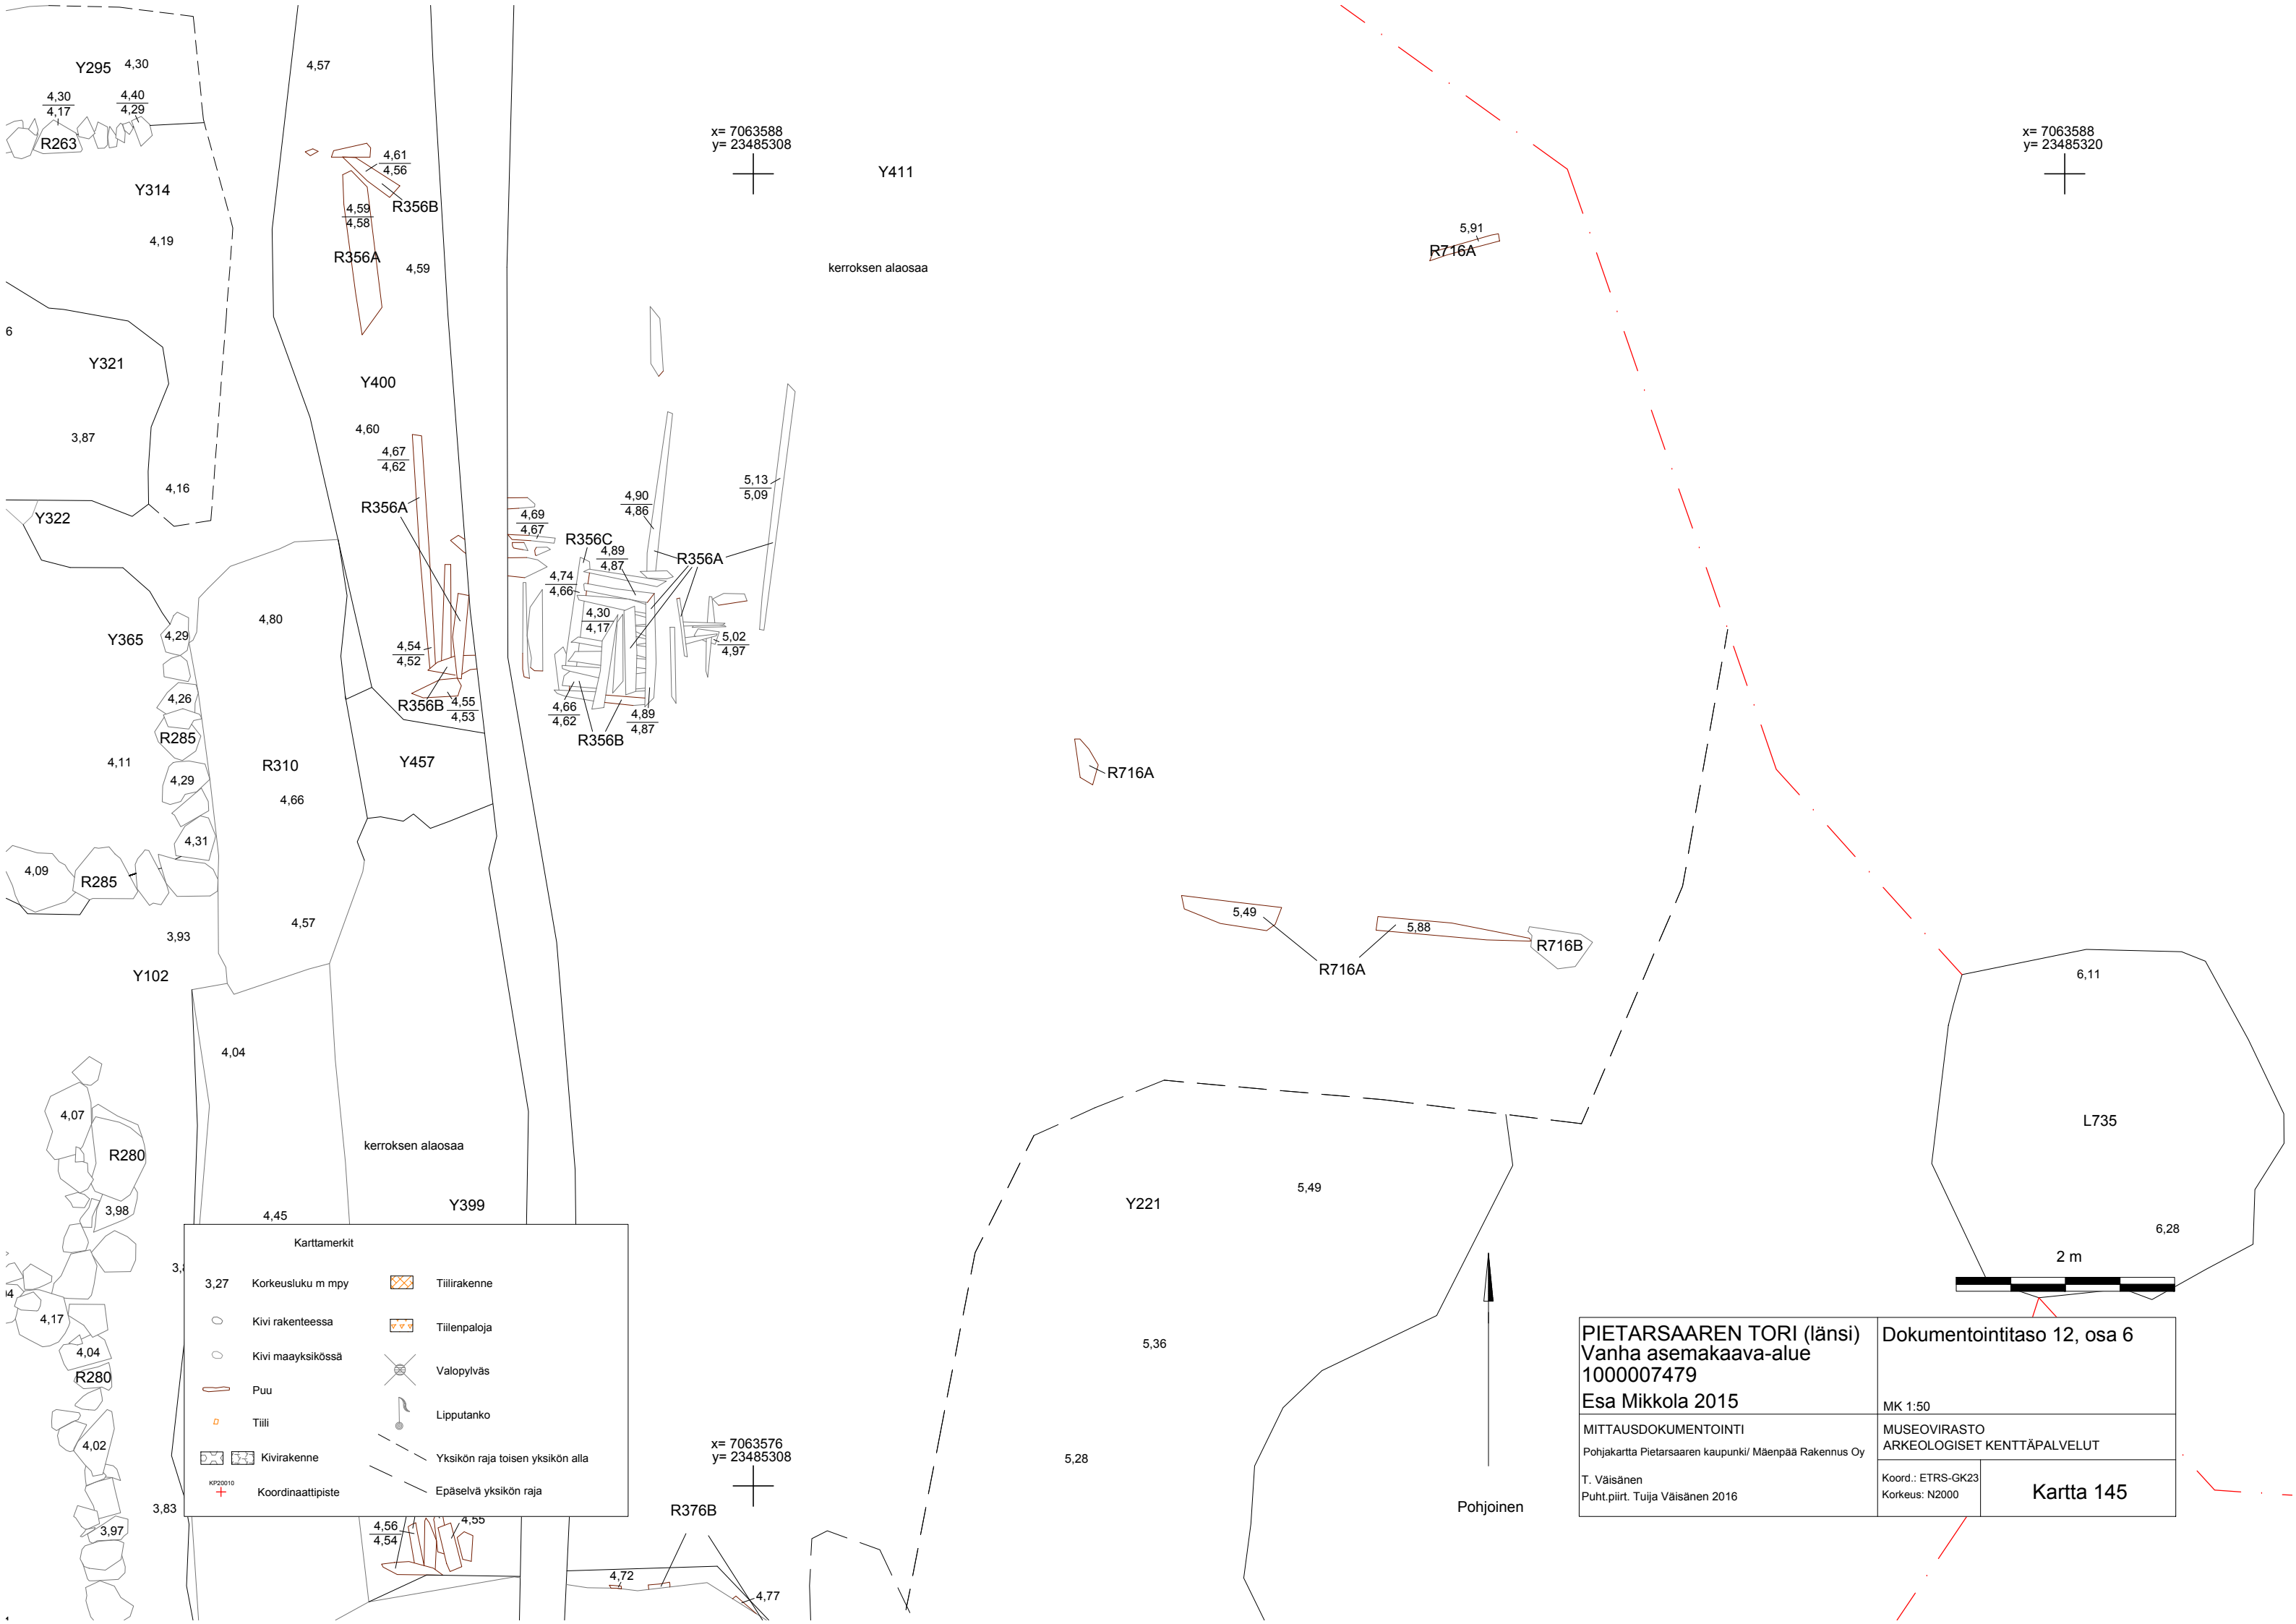 Y295 4,30
4,57
4,30
4,17
4,40
4,29
R263
x= 7063588
y= 23485308
x= 7063588
y= 23485320
4,61
4,56
Y411
Y314
R356B
4,59
4,58
5,91
4,19
R356A
R716A
4,59
kerroksen alaosaa
6
Y321
Y400
3,87
4,60
4,67
4,62
4,16
5,13
5,09
4,90
4,86
R356A
Y322
4,69
4,67
R356C
4,89
4,87
R356A
4,74
4,66
4,30
4,17
4,80
Y365
4,29
5,02
4,97
4,54
4,52
4,26
R356B
4,55
4,53
4,66
4,62
4,89
4,87
R285
R356B
4,11
R310
Y457
R716A
4,29
4,66
4,31
4,09
R285
5,49
5,88
4,57
3,93
R716B
Y102
R716A
6,11
4,04
4,07
L735
kerroksen alaosaa
R280
5,49
Y399
Y221
3,98
4,45
6,28
Karttamerkit
2 m
3,27 Korkeusluku m mpy
Tiilirakenne
4,17
Kivi rakenteessa
Tiilenpaloja
5,36
4,04
Kivi maayksikössä
Valopylväs
R280
Puu
Lipputanko
Tiili
4,02
Kivirakenne
Yksikön raja toisen yksikön alla
x= 7063576
y= 23485308
5,28
KP20010
Koordinaattipiste
Epäselvä yksikön raja
3,83
R376B
Pohjoinen
3,97
4,56
4,54
4,55
4,72
4,77
PIETARSAAREN TORI (länsi)
Vanha asemakaava-alue
1000007479
Esa Mikkola 2015
Dokumentointitaso 12, osa 6
MK 1:50
MITTAUSDOKUMENTOINTI
Pohjakartta Pietarsaaren kaupunki/ Mäenpää Rakennus Oy
T. Väisänen
Puht.piirt. Tuija Väisänen 2016
MUSEOVIRASTO
ARKEOLOGISET KENTTÄPALVELUT
Koord.: ETRS-GK23
Korkeus: N2000
Kartta 145